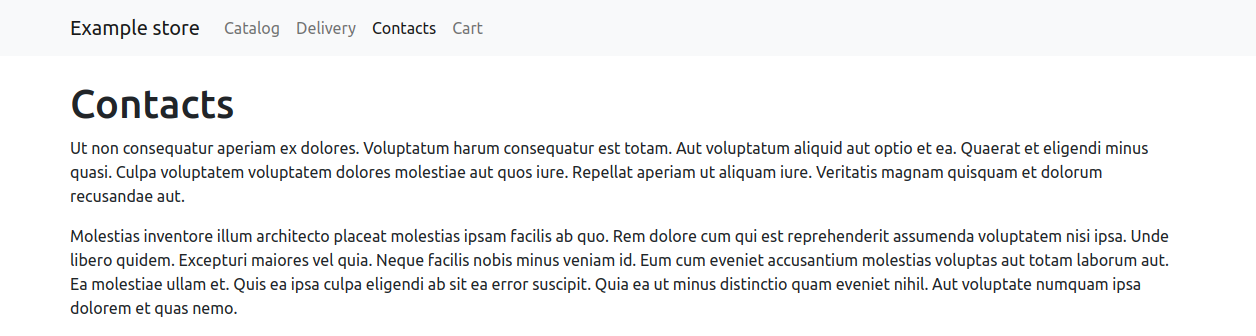 Example store Catalog Delivery Contacts Cart
Contacts
Ut non consequatur aperiam ex dolores. Voluptatum harum consequatur est totam. Aut voluptatum aliquid aut optio et ea. Quaerat et eligendi minus
quasi. Culpa voluptatem voluptatem dolores molestiae aut quos iure. Repellat aperiam ut aliquam iure. Veritatis magnam quisquam et dolorum
recusandae aut.
Molestias inventore illum architecto placeat molestias ipsam facilis ab quo. Rem dolore cum qui est reprehenderit assumenda voluptatem nisi ipsa. Unde
libero quidem. Excepturi maiores vel quia. Neque facilis nobis minus veniam id. Eum cum eveniet accusantium molestias voluptas aut totam laborum aut.
Ea molestiae ullam et. Quis ea ipsa culpa eligendi ab sit ea error suscipit. Quia ea ut minus distinctio quam eveniet nihil. Aut voluptate numquam ipsa
dolorem et quas nemo.